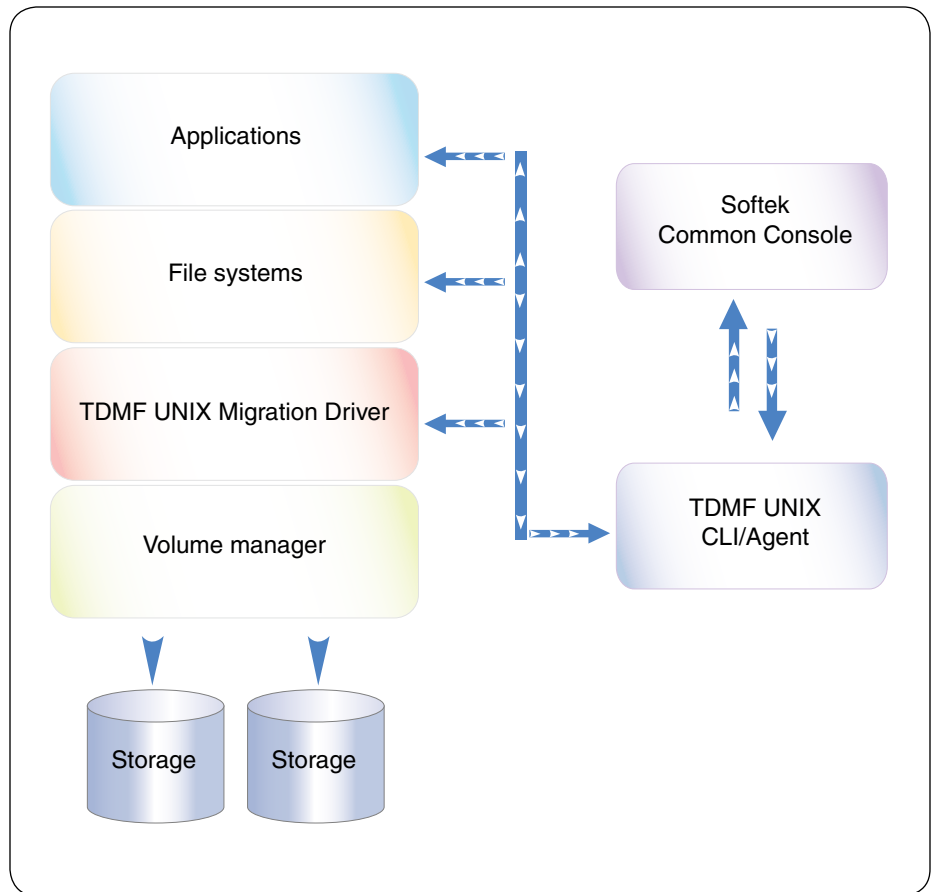 Applications
File systems
TDMF UNIX Migration Driver
Volume manager
Storage
Storage
Softek
Common Console
TDMF UNIX
CLI/Agent